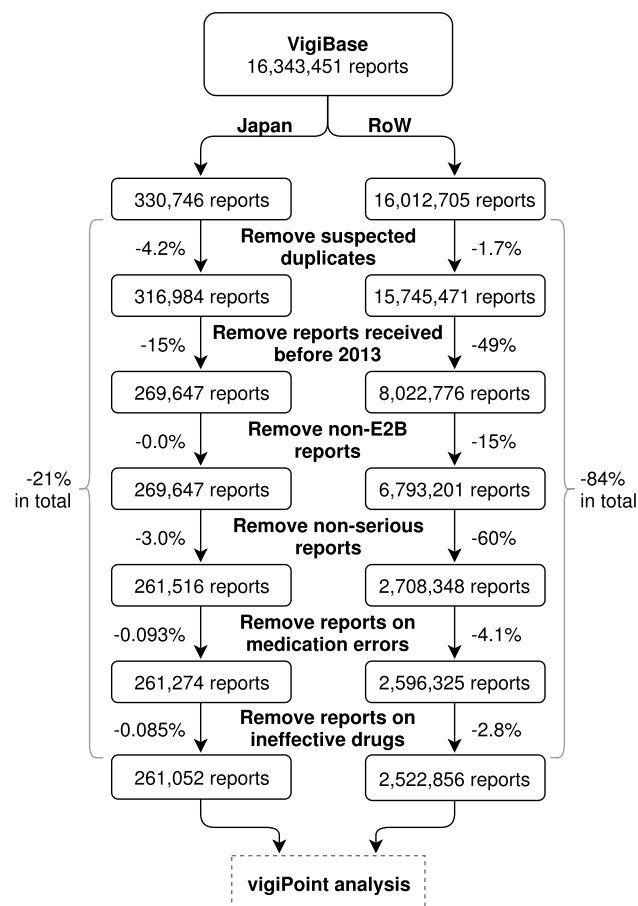 VigiBase
16,343,451 reports
Japan
RoW
330,746 reports
16,012,705 reports
-4.2%
Remove suspected
duplicates
-1.7%
316,984 reports
15,745,471 reports
-15%
Remove reports received
before 2013
-49%
269,647 reports
8,022,776 reports
-0.0%
Remove non-E2B
reports
-15%
-21%
in total
269,647 reports
6,793,201 reports
-84%
in total
-3.0%
Remove non-serious
reports
-60%
261,516 reports
2,708,348 reports
-0.093%
Remove reports on
medication errors
-4.1%
261,274 reports
2,596,325 reports
-0.085%
Remove reports on
ineffective drugs
-2.8%
261,052 reports
2,522,856 reports
vigiPoint analysis